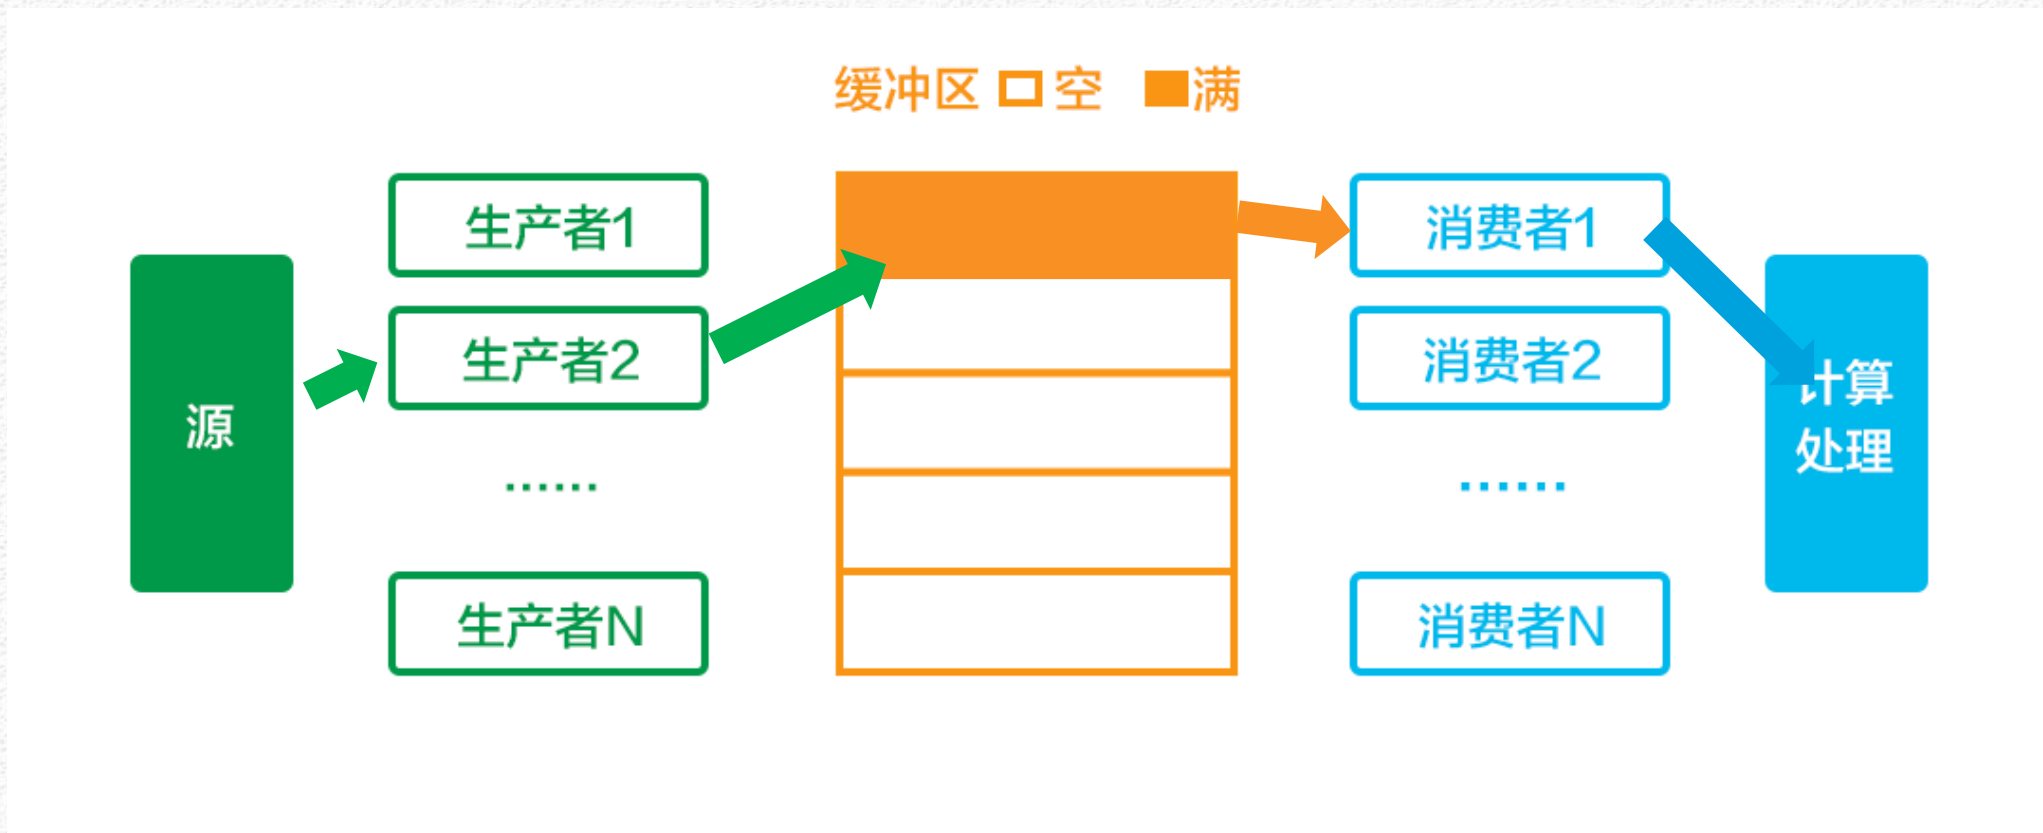 缓冲区 空 满
源
生产者1
生产者2
......
生产者N
消费者1
消费者2
......
消费者N
计算
处理